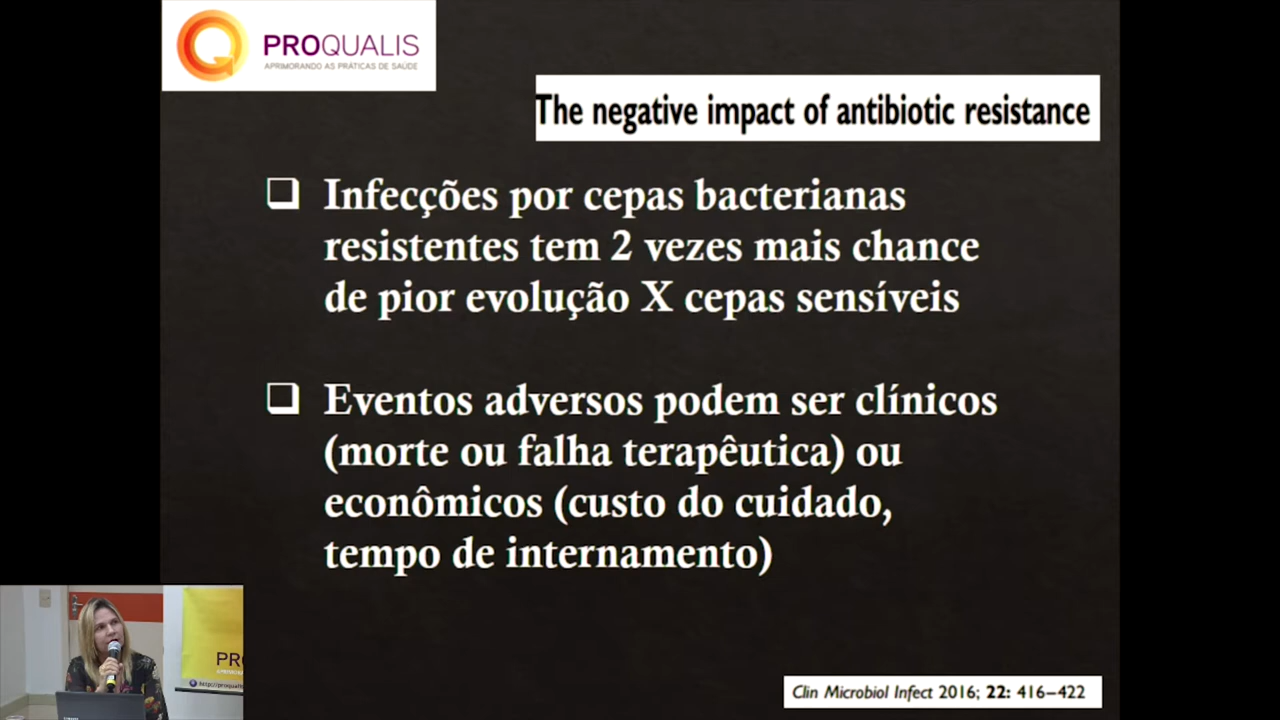 PROQUALIS
APRIMORANDO AS PRÁTICAS DE SAÚDE
The negative impact of antibiotic resistance
❑ Infecções por cepas bacterianas
resistentes tem 2 vezes mais chance
de pior evolução X cepas sensíveis
❑ Eventos adversos podem ser clínicos
(morte ou falha terapêutica) ou
econômicos (custo do cuidado,
tempo de internamento)
PR
Clin Microbiol Infect 2016; 22: 416–422